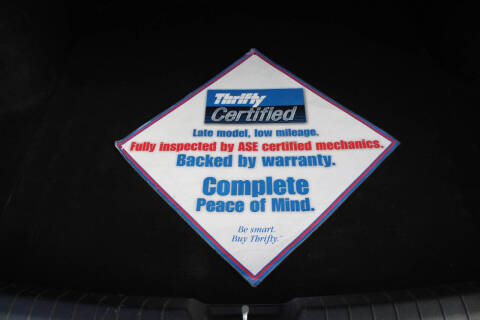 Thrifty
Certified
Late model, low mileage.
Fully inspected by ASE certified mechanics.
Backed by warranty.
Complete
Peace of Mind.
Be smart.
Buy Thrifty.™